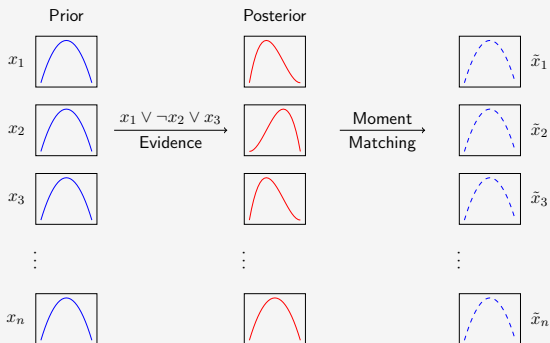 Prior
Posterior
x₁
x̃₁
x₂
x₁ ∨ ¬x₂ ∨ x₃
Evidence
Moment
Matching
x̃₂
x₃
x̃₃
⋮
⋮
⋮
xₙ
x̃ₙ